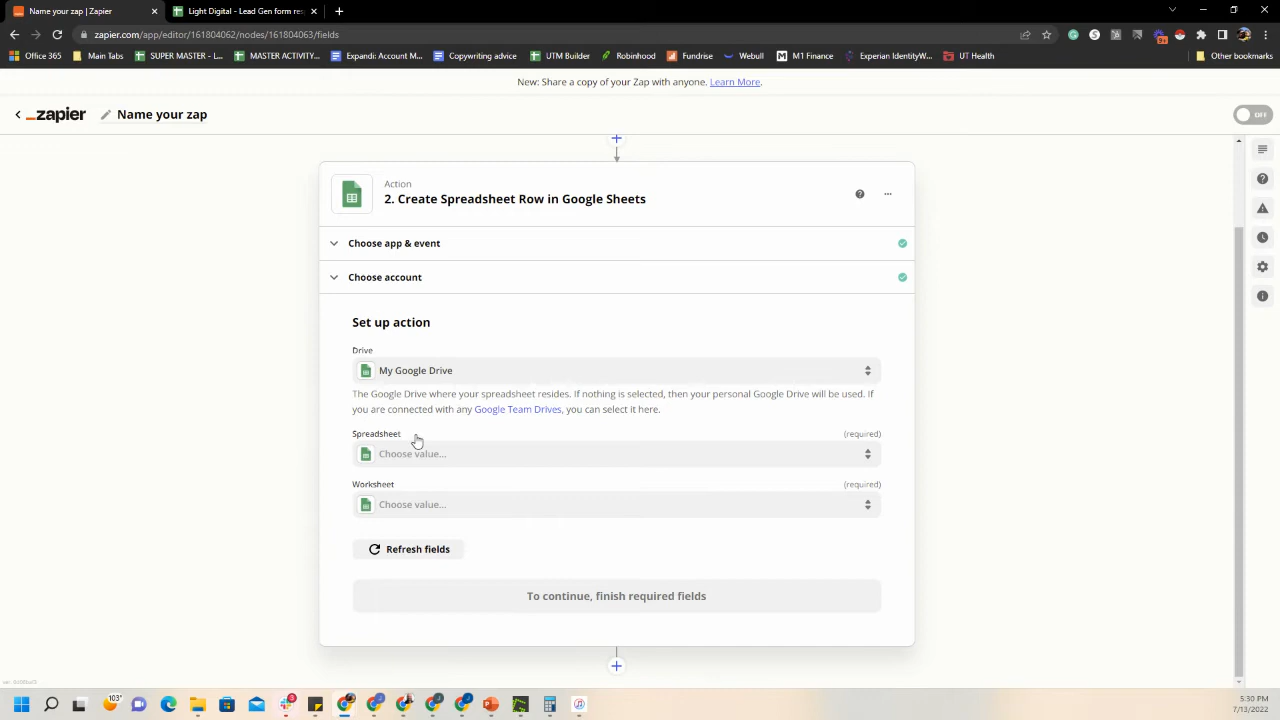 Name your zap | Zapier
Light Digital - Lead Gen form res
zapier.com/app/editor/161804062/nodes/161804063/fields
Office 365
Main Tabs
SUPER MASTER - L...
MASTER ACTIVITY...
Expandi: Account M...
Copywriting advice
UTM Builder
Robinhood
Fundrise
Webull
M1 Finance
Experian IdentityW...
UT Health
Other bookmarks
New: Share a copy of your Zap with anyone. Learn More.
_zapier
Name your zap
OFF
Action
2. Create Spreadsheet Row in Google Sheets
Choose app & event
Choose account
Set up action
Drive
My Google Drive
The Google Drive where your spreadsheet resides. If nothing is selected, then your personal Google Drive will be used. If
you are connected with any Google Team Drives, you can select it here.
Spreadsheet
(required)
Choose value...
Worksheet
(required)
Choose value...
Refresh fields
To continue, finish required fields
103°
5:30 PM
7/13/2022